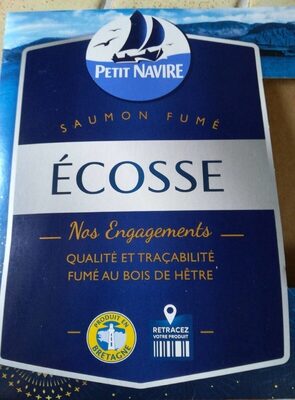 PETIT NAVIRE
SAUMON FUMÉ
ÉCOSSE
Nos Engagements
QUALITÉ ET TRAÇABILITÉ
FUMÉ AU BOIS DE HÊTRE
PRODUIT EN
BRETAGNE
RETRACEZ
VOTRE PRODUIT